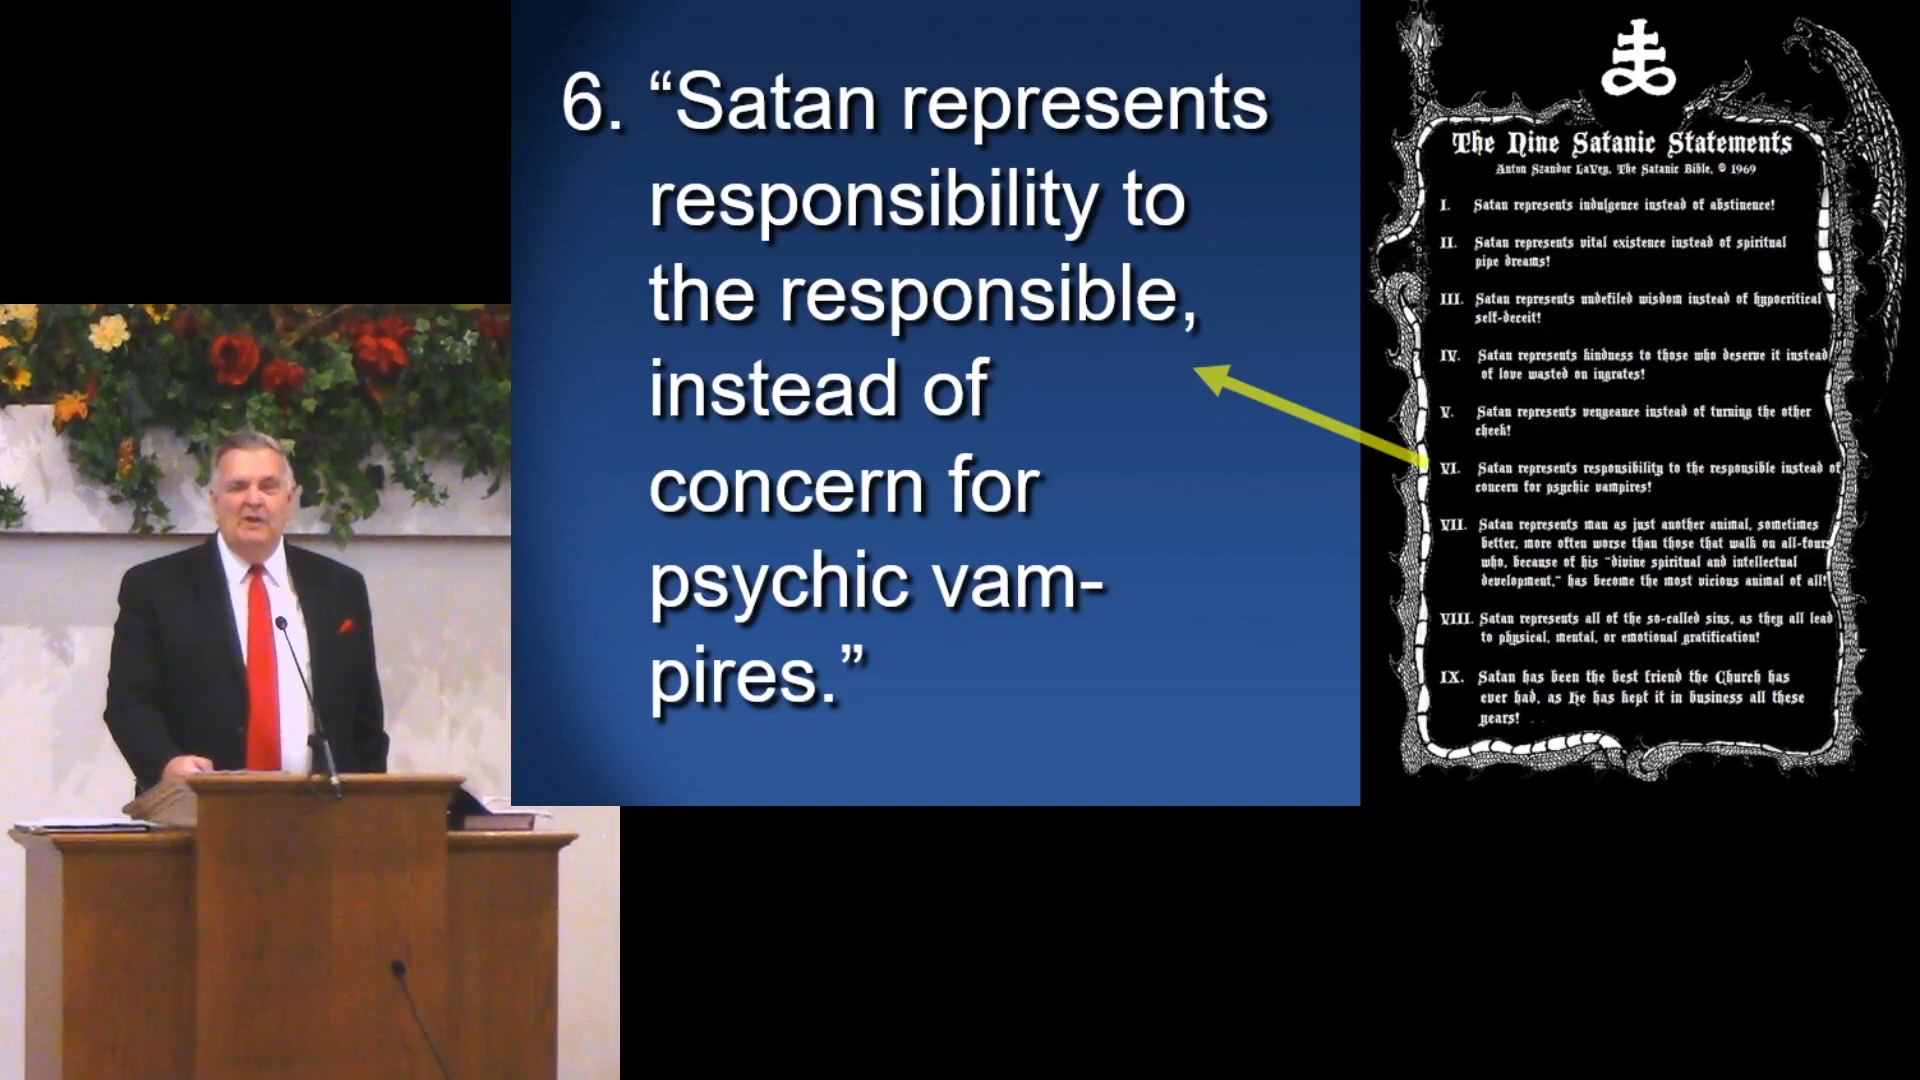 6. “Satan represents
responsibility to
the responsible,
instead of
concern for
psychic vam-
pires.”
The Nine Satanic Statements
Anton Szandor LaVey, The Satanic Bible, © 1969
I. Satan represents indulgence instead of abstinence!
II. Satan represents vital existence instead of spiritual
pipe dreams!
III. Satan represents undefiled wisdom instead of hypocritical
self-deceit!
IV. Satan represents kindness to those who deserve it instead
of love wasted on ingrates!
V. Satan represents vengeance instead of turning the other
cheek!
VI. Satan represents responsibility to the responsible instead of
concern for psychic vampires!
VII. Satan represents man as just another animal, sometimes
better, more often worse than those that walk on all-fours
who, because of his "divine spiritual and intellectual
development," has become the most vicious animal of all!
VIII. Satan represents all of the so-called sins, as they all lead
to physical, mental, or emotional gratification!
IX. Satan has been the best friend the Church has
ever had, as He has kept it in business all these
years!